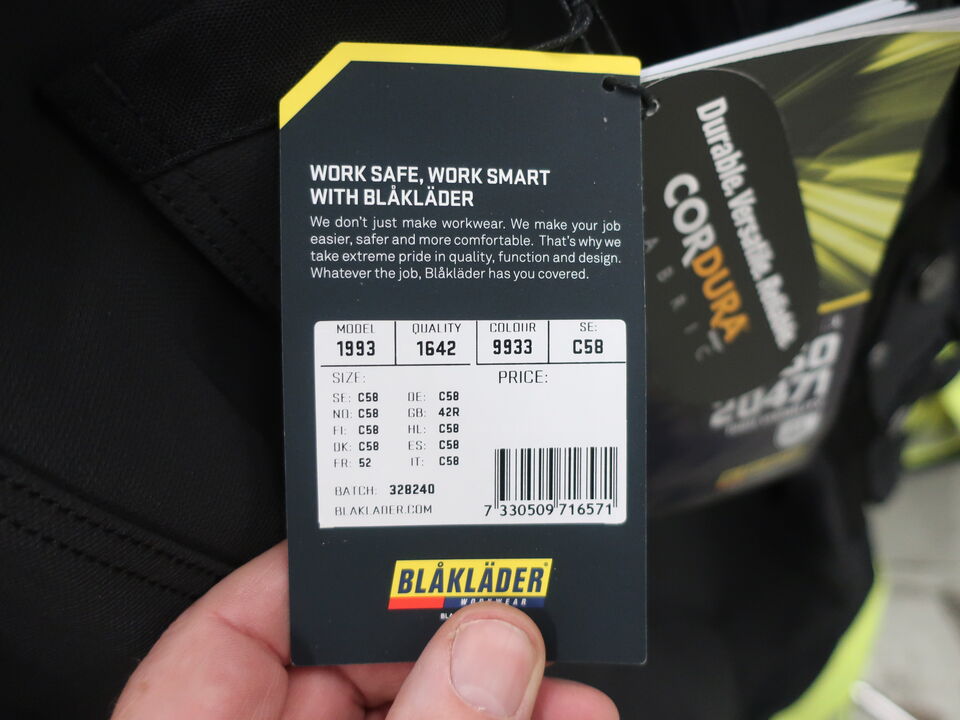 WORK SAFE, WORK SMART
WITH BLÅKLÄDER
We don't just make workwear. We make your job
easier, safer and more comfortable. That's why we
take extreme pride in quality, function and design.
Whatever the job, Blåkläder has you covered.
MODEL QUALITY COLOUR SE:
1993 1642 9933 C58
SIZE: PRICE:
SE: C58 DE: C58
NO: C58 GB: 42R
FI: C58 NL: C58
DK: C58 ES: C58
FR: 52 IT: C58
BATCH: 328240
BLAKLADER.COM
7 330509 716571
BLÅKLÄDER
WORKWEAR
Durable. Versatile. Reliable.
CORDURA
FABRIC
20471